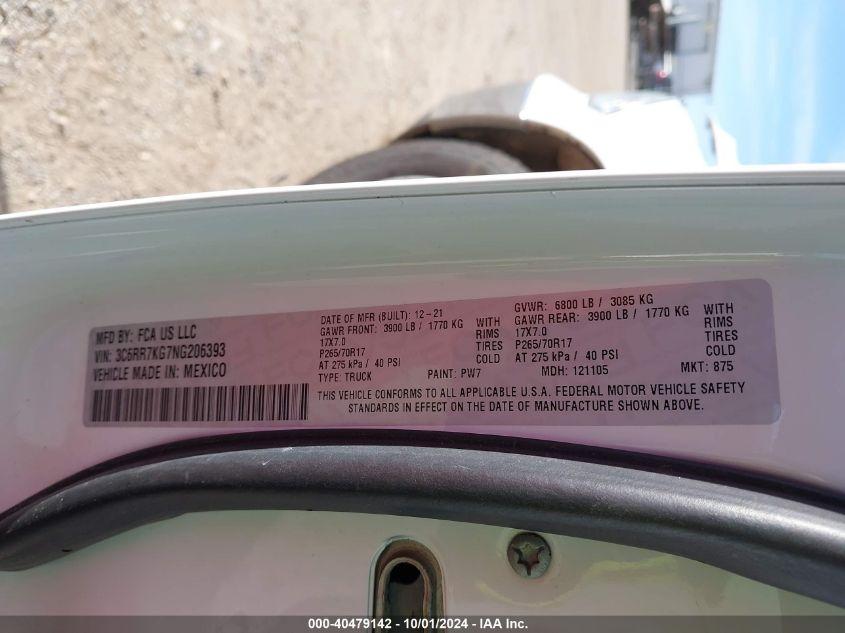 MFD BY: FCA US LLC
VIN: 3C6RR7KG7NG206393
VEHICLE MADE IN: MEXICO
DATE OF MFR (BUILT): 12-21
GAWR FRONT: 3900 LB / 1770 KG WITH
17X7.0 RIMS
P265/70R17 TIRES
AT 275 kPa / 40 PSI COLD
TYPE: TRUCK PAINT: PW7
GVWR: 6800 LB / 3085 KG
GAWR REAR: 3900 LB / 1770 KG WITH
17X7.0 RIMS
P265/70R17 TIRES
AT 275 kPa / 40 PSI COLD
MDH: 121105 MKT: 875
THIS VEHICLE CONFORMS TO ALL APPLICABLE U.S.A. FEDERAL MOTOR VEHICLE SAFETY
STANDARDS IN EFFECT ON THE DATE OF MANUFACTURE SHOWN ABOVE.
000-40479142 - 10/01/2024 - IAA Inc.